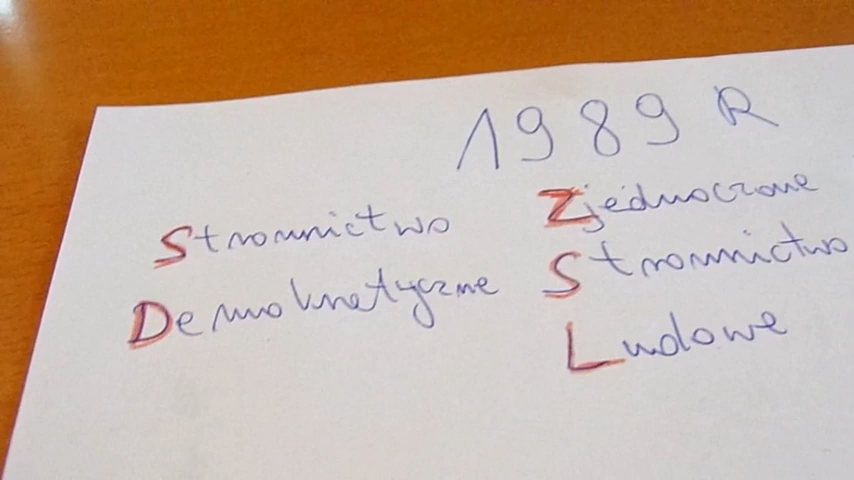 1989 R
Stronnictwo
Demokratyczne
Zjednoczone
Stronnictwo
Ludowe